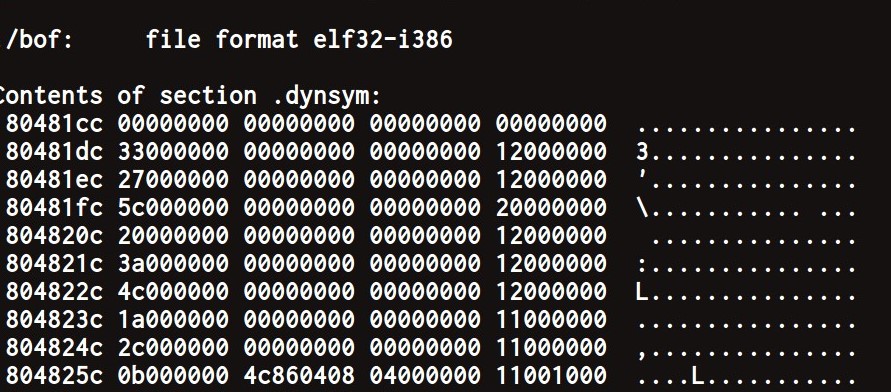 ./bof:     file format elf32-i386
Contents of section .dynsym:
 80481cc 00000000 00000000 00000000 00000000  ................
 80481dc 33000000 00000000 00000000 12000000  3...............
 80481ec 27000000 00000000 00000000 12000000  '...............
 80481fc 5c000000 00000000 00000000 20000000  \........... ...
 804820c 20000000 00000000 00000000 12000000   ...............
 804821c 3a000000 00000000 00000000 12000000  :...............
 804822c 4c000000 00000000 00000000 12000000  L...............
 804823c 1a000000 00000000 00000000 11000000  ................
 804824c 2c000000 00000000 00000000 11000000  ,...............
 804825c 0b000000 4c860408 04000000 11001000  ....L...........